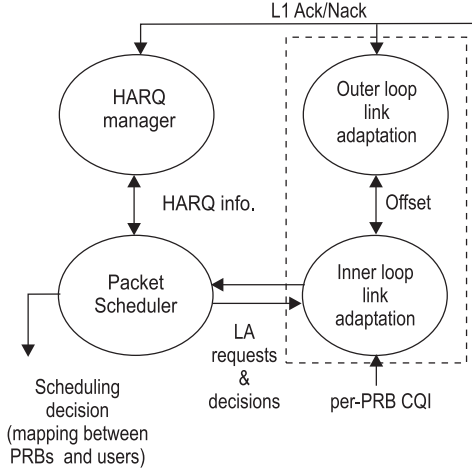 L1 Ack/Nack
HARQ
manager
Outer loop
link
adaptation
HARQ info.
Offset
Packet
Scheduler
Inner loop
link
adaptation
LA
requests
&
decisions
Scheduling
decision
(mapping between
PRBs and users)
per-PRB CQI